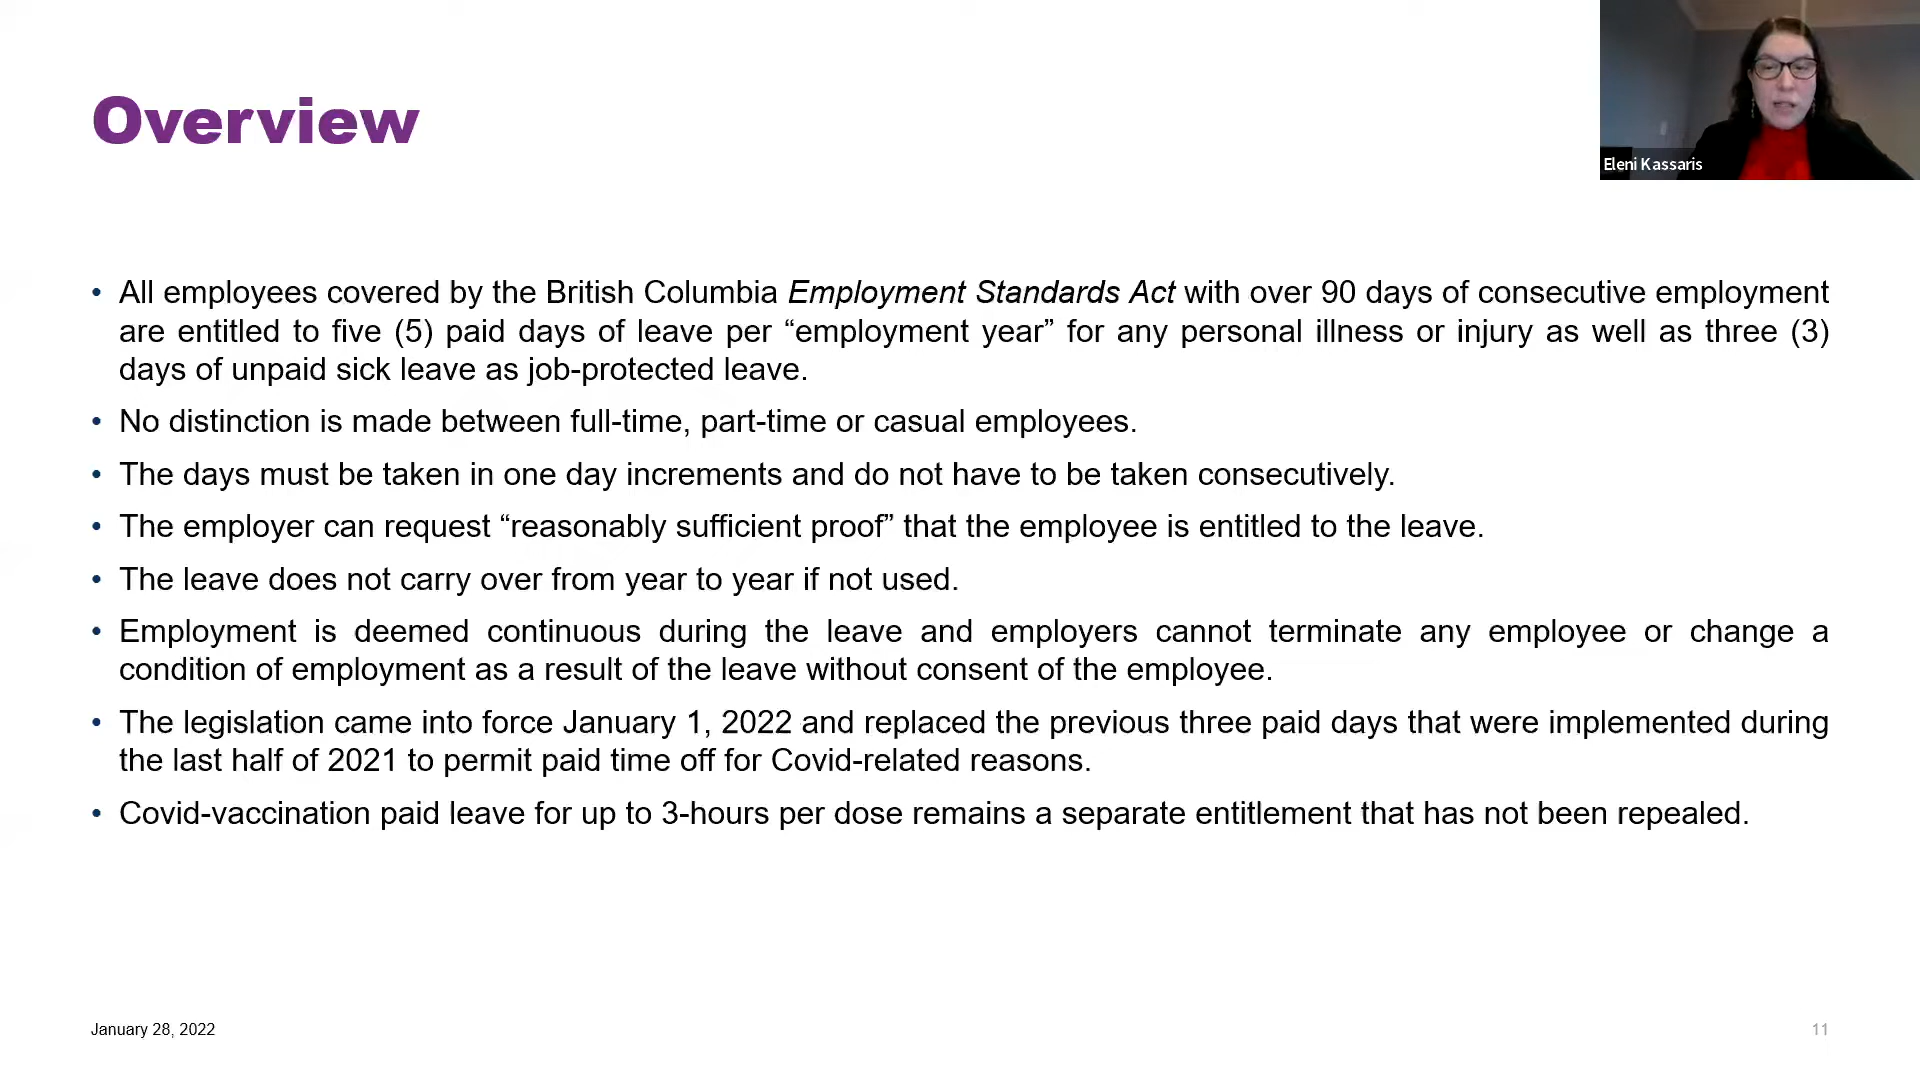 Overview
Eleni Kassaris
• All employees covered by the British Columbia Employment Standards Act with over 90 days of consecutive employment
are entitled to five (5) paid days of leave per “employment year” for any personal illness or injury as well as three (3)
days of unpaid sick leave as job-protected leave.
• No distinction is made between full-time, part-time or casual employees.
• The days must be taken in one day increments and do not have to be taken consecutively.
• The employer can request “reasonably sufficient proof” that the employee is entitled to the leave.
• The leave does not carry over from year to year if not used.
• Employment is deemed continuous during the leave and employers cannot terminate any employee or change a
condition of employment as a result of the leave without consent of the employee.
• The legislation came into force January 1, 2022 and replaced the previous three paid days that were implemented during
the last half of 2021 to permit paid time off for Covid-related reasons.
• Covid-vaccination paid leave for up to 3-hours per dose remains a separate entitlement that has not been repealed.
January 28, 2022
11